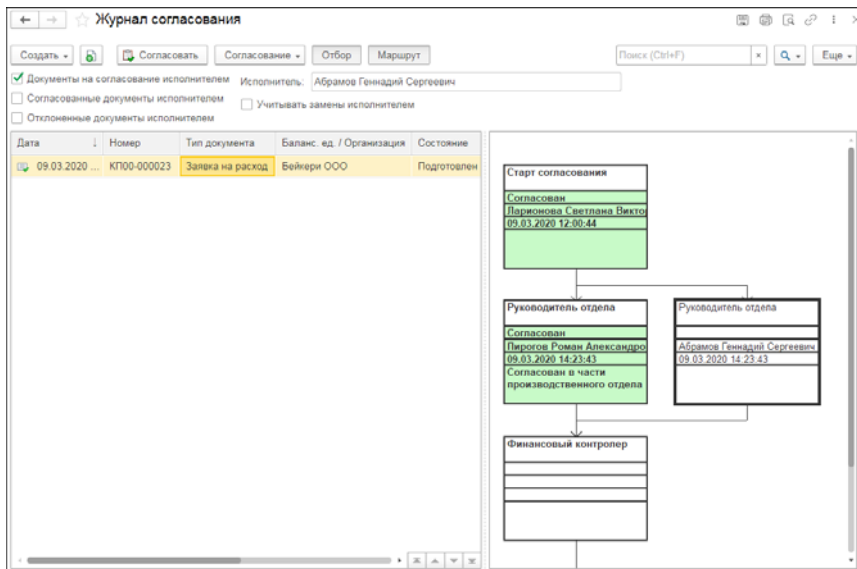 Журнал согласования
Создать
Согласовать
Согласование
Отбор
Маршрут
Поиск (Ctrl+F)
×
Еще
Документы на согласование исполнителем
Исполнитель: Абрамов Геннадий Сергеевич
Согласованные документы исполнителем
Учитывать замены исполнителем
Отклоненные документы исполнителем
Дата ↓ Номер Тип документа Баланс. ед. / Организация Состояние
09.03.2020 ... КП00-000023 Заявка на расход Бейкери ООО Подготовлен
Старт согласования
Согласован
Ларионова Светлана Виктор
09.03.2020 12:00:44
Руководитель отдела
Согласован
Пирогов Роман Александро
09.03.2020 14:23:43
Согласован в части
производственного отдела
Руководитель отдела
Абрамов Геннадий Сергеевич
09.03.2020 14:23:43
Финансовый контролер